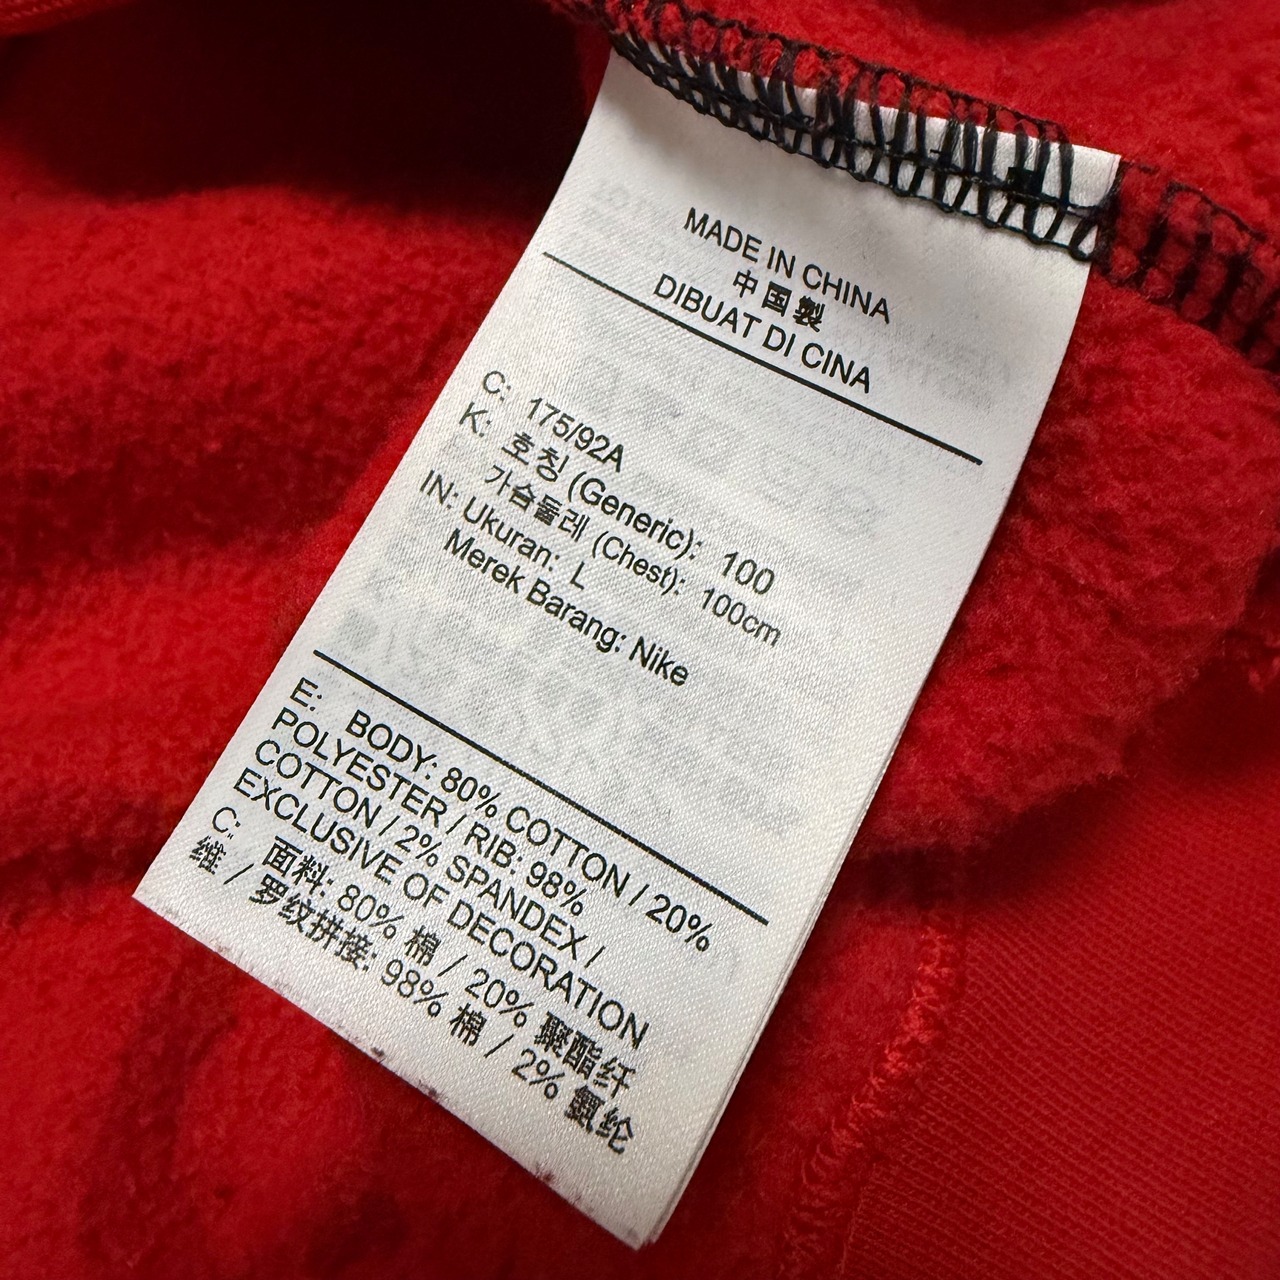 MADE IN CHINA
中国製
DIBUAT DI CINA
C: 175/92A
K: 호칭 (Generic): 100
가슴둘레 (Chest): 100cm
IN: Ukuran: L
Merek Barang: Nike
E: BODY: 80% COTTON / 20%
POLYESTER / RIB: 98%
COTTON / 2% SPANDEX /
EXCLUSIVE OF DECORATION
C: 面料: 80% 棉 / 20% 聚酯纤
维 / 罗纹拼接: 98% 棉 / 2% 氨纶